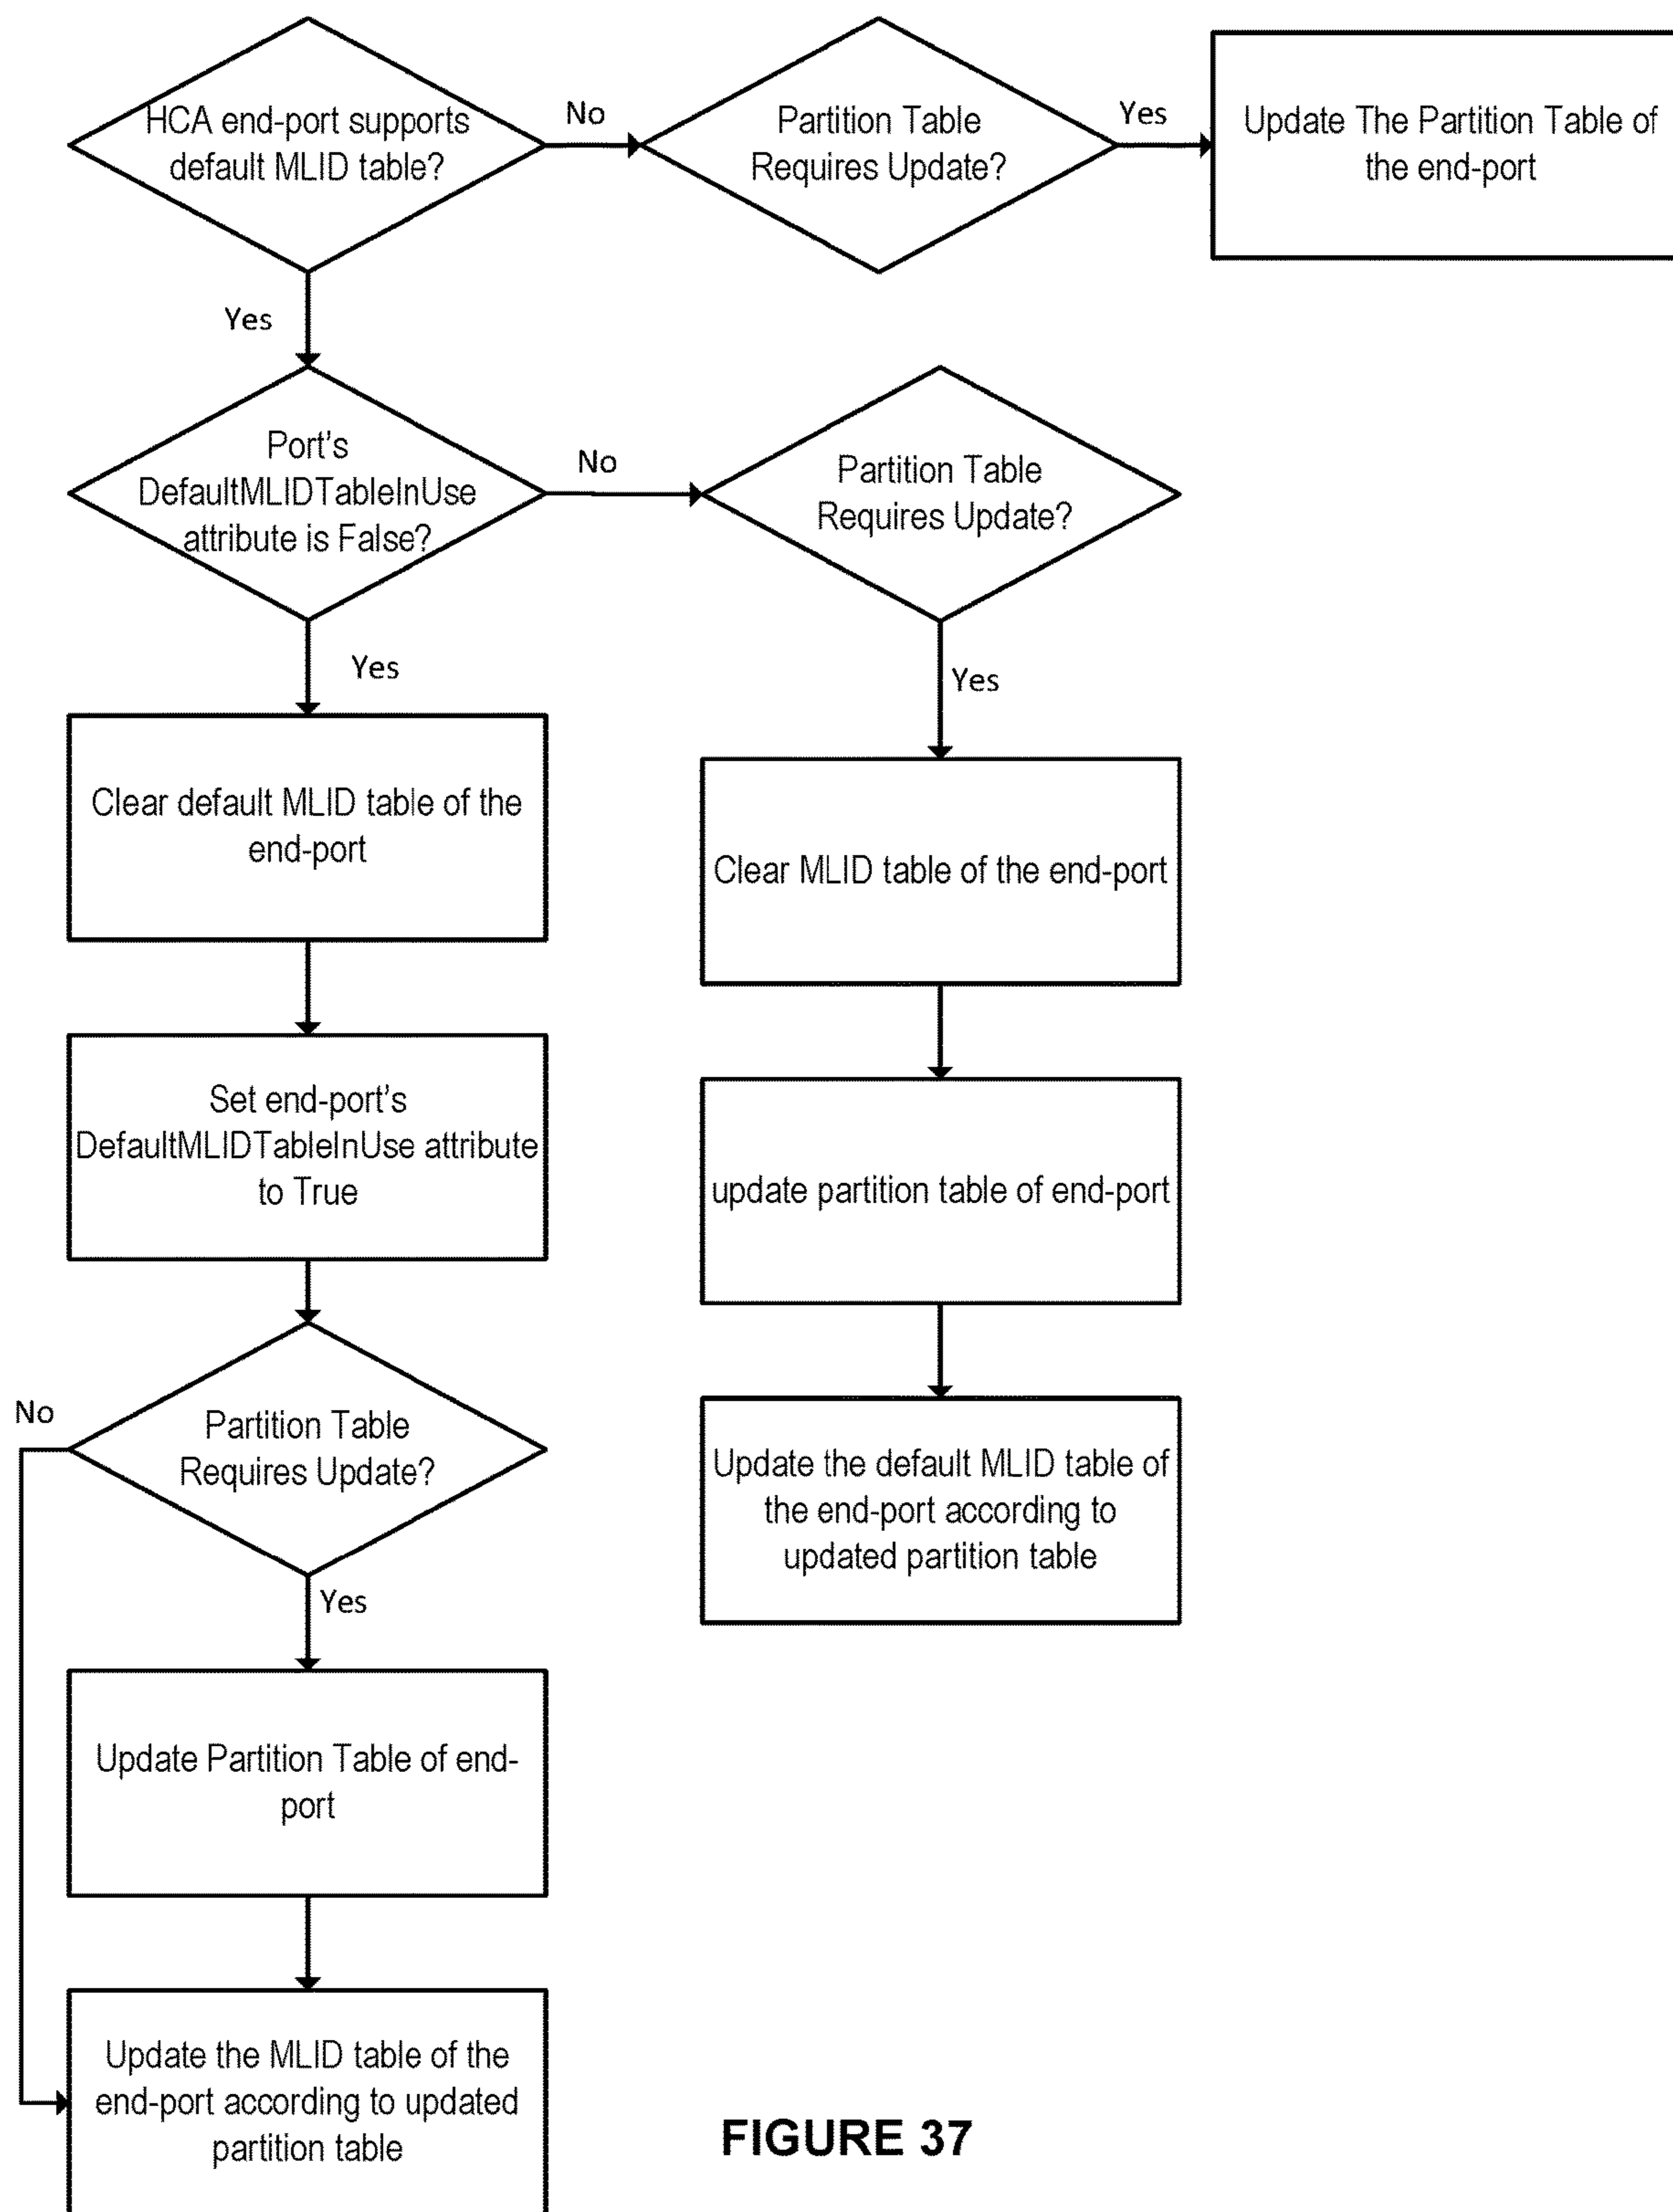 HCA end-port supports
default MLID table?
No
Partition Table
Requires Update?
Yes
Update The Partition Table of
the end-port
Yes
Port's
DefaultMLIDTableInUse
attribute is False?
No
Partition Table
Requires Update?
Yes
Yes
Clear default MLID table of the
end-port
Clear MLID table of the end-port
Set end-port's
DefaultMLIDTableInUse attribute
to True
update partition table of end-port
No
Partition Table
Requires Update?
Update the default MLID table of
the end-port according to
updated partition table
Yes
Update Partition Table of end-
port
Update the MLID table of the
end-port according to updated
partition table
FIGURE 37